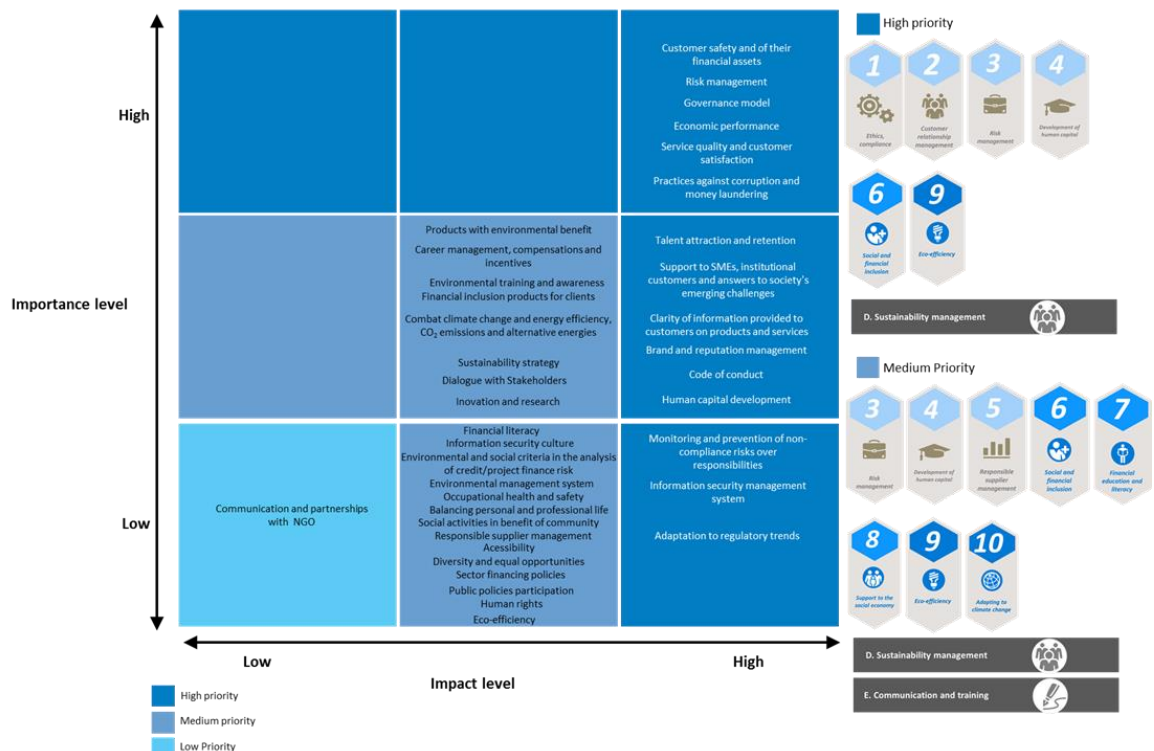 High priority
Customer safety and of their
financial assets
Risk management
Governance model
Economic performance
Service quality and customer
satisfaction
Practices against corruption and
money laundering
High
1
2
3
4
Ethics,
compliance
Customer
relationship
management
Risk
management
Development of
human capital
6
9
Social and
financial
inclusion
Eco-efficiency
D. Sustainability management
Importance level
Products with environmental benefit
Career management, compensations and
incentives
Environmental training and awareness
Financial inclusion products for clients
Combat climate change and energy efficiency,
CO2 emissions and alternative energies
Sustainability strategy
Dialogue with Stakeholders
Inovation and research
Talent attraction and retention
Support to SMEs, institutional
customers and answers to society's
emerging challenges
Clarity of information provided to
customers on products and services
Brand and reputation management
Code of conduct
Human capital development
Medium Priority
3
4
5
6
7
Risk
management
Development of
human capital
Responsible
supplier
management
Social and
financial
inclusion
Financial
education and
literacy
Low
Communication and partnerships
with NGO
Financial literacy
Information security culture
Environmental and social criteria in the analysis
of credit/project finance risk
Environmental management system
Occupational health and safety
Balancing personal and professional life
Social activities in benefit of community
Responsible supplier management
Acessibility
Diversity and equal opportunities
Sector financing policies
Public policies participation
Human rights
Eco-efficiency
Monitoring and prevention of non-
compliance risks over
responsibilities
Information security management
system
Adaptation to regulatory trends
8
9
10
Support to the
social economy
Eco-efficiency
Adapting to
climate change
D. Sustainability management
E. Communication and training
Low
High
Impact level
High priority
Medium priority
Low Priority